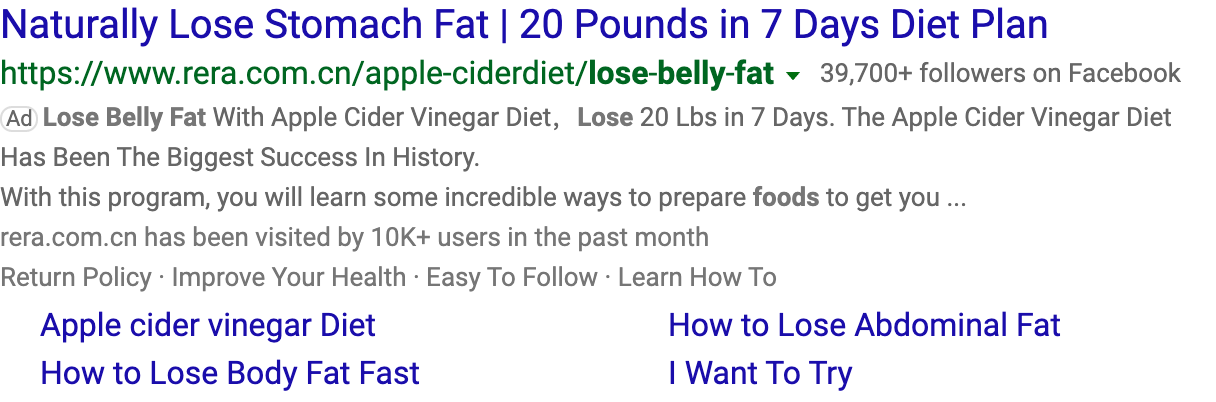 Naturally Lose Stomach Fat | 20 Pounds in 7 Days Diet Plan
https://www.rera.com.cn/apple-ciderdiet/lose-belly-fat 39,700+ followers on Facebook
Ad Lose Belly Fat With Apple Cider Vinegar Diet， Lose 20 Lbs in 7 Days. The Apple Cider Vinegar Diet
Has Been The Biggest Success In History.
With this program, you will learn some incredible ways to prepare foods to get you ...
rera.com.cn has been visited by 10K+ users in the past month
Return Policy · Improve Your Health · Easy To Follow · Learn How To
Apple cider vinegar Diet How to Lose Abdominal Fat
How to Lose Body Fat Fast I Want To Try